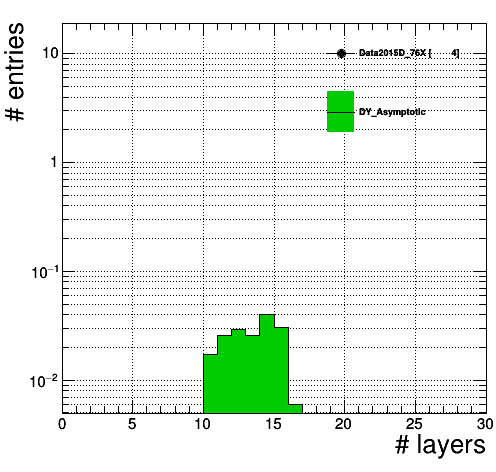 # entries
10
1
10⁻¹
10⁻²
Data2015D_76X [ 4]
DY_Asymptotic
0 5 10 15 20 25 30
# layers